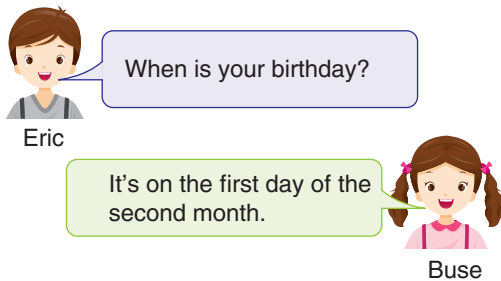 When is your birthday?
Eric
It’s on the first day of the
second month.
Buse